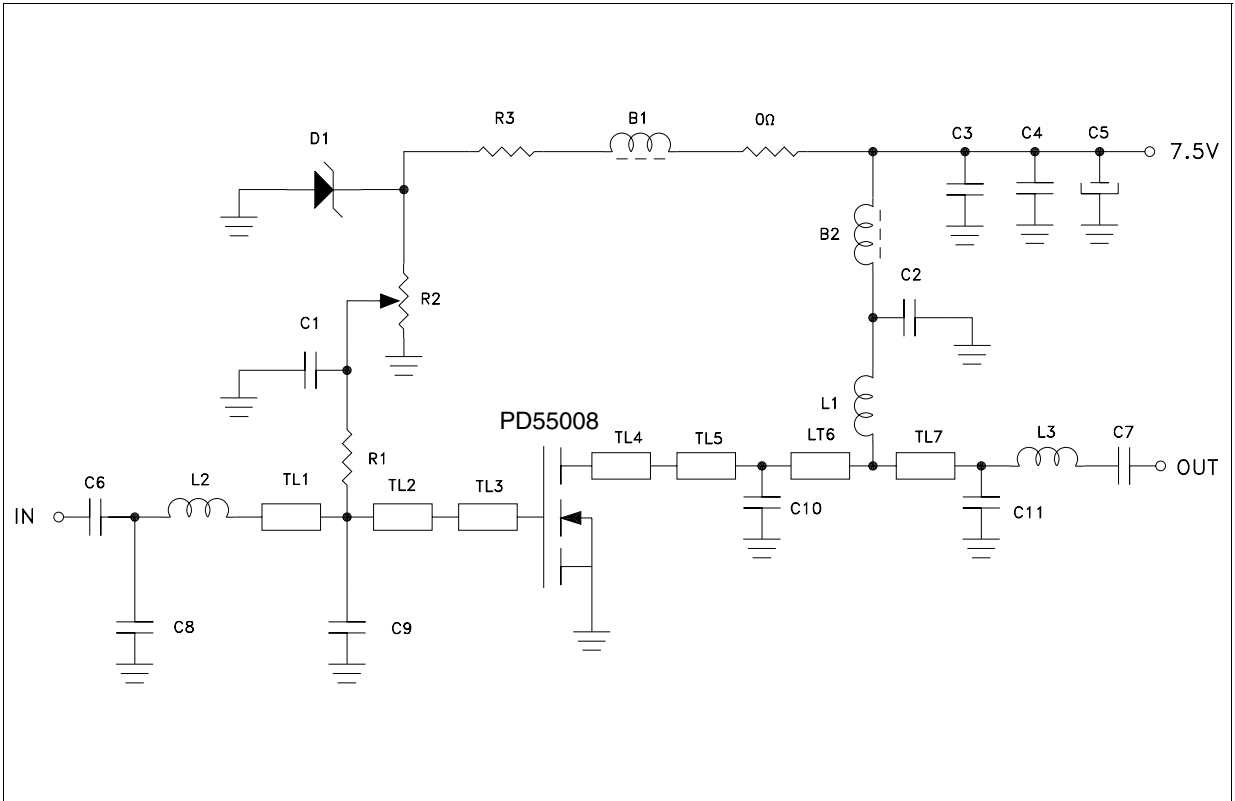 R3
B1
0Ω
C3
C4
C5
7.5V
D1
B2
C2
R2
C1
L1
PD55008
R1
TL4
TL5
LT6
TL7
L3
C7
OUT
C6
L2
TL1
TL2
TL3
IN
C10
C11
C8
C9